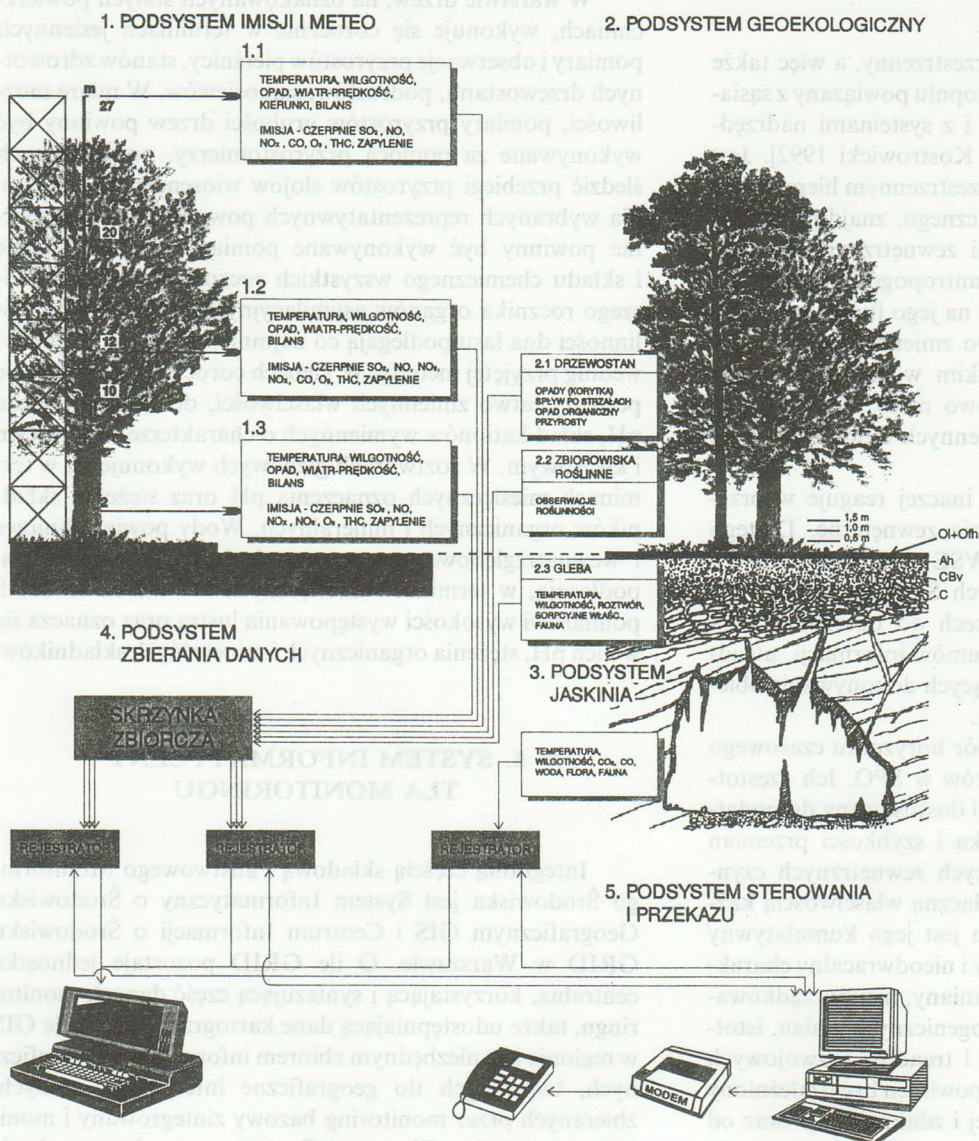 1. PODSYSTEM IMISJI I METEO
1.1
TEMPERATURA, WILGOTNOŚĆ,
OPAD, WIATR-PRĘDKOŚĆ,
KIERUNKI, BILANS
IMISJA - CZERPNIE SO₂, NO,
NOₓ, CO, O₃, THC, ZAPYLENIE
m
27
20
12
10
1.2
TEMPERATURA, WILGOTNOŚĆ,
OPAD, WIATR-PRĘDKOŚĆ,
BILANS
IMISJA - CZERPNIE SO₂, NO, NOₓ,
NOₓ, CO, O₃, THC, ZAPYLENIE
1.3
TEMPERATURA, WILGOTNOŚĆ,
OPAD, WIATR-PRĘDKOŚĆ,
BILANS
IMISJA - CZERPNIE SO₂, NO,
NOₓ, CO, O₃, THC, ZAPYLENIE
2. PODSYSTEM GEOEKOLOGICZNY
2.1 DRZEWOSTAN
OPADY (KORYTKA)
SPŁYW PO STRZAŁACH
OPAD ORGANICZNY
PRZYROSTY
2.2 ZBIOROWISKA
ROŚLINNE
OBSERWACJE
ROŚLINNOŚCI
2.3 GLEBA
TEMPERATURA,
WILGOTNOŚĆ, ROZTWÓR,
SORPCYJNE WŁAŚC,
FAUNA
1,5 m
1,0 m
0,5 m
Ol+Ofh
Ah
CBv
C
3. PODSYSTEM
JASKINIA
TEMPERATURA,
WILGOTNOŚĆ, CO₂, CO,
WODA, FLORA, FAUNA
4. PODSYSTEM
ZBIERANIA DANYCH
SKRZYNKA
ZBIORCZA
REJESTRATOR
REJESTRATOR
REJESTRATOR
5. PODSYSTEM STEROWANIA
I PRZEKAZU
MODEM